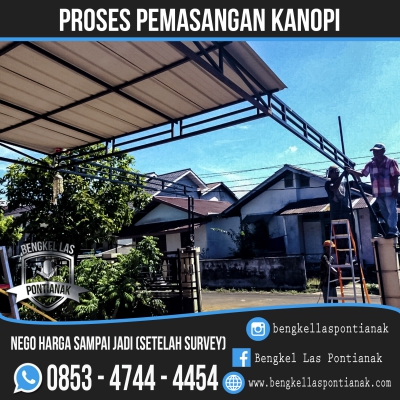 PROSES PEMASANGAN KANOPI
BENGKEL LAS
PONTIANAK
NEGO HARGA SAMPAI JADI (SETELAH SURVEY)
0853 - 4744 - 4454
bengkellaspontianak
Bengkel Las Pontianak
www.bengkellaspontianak.com